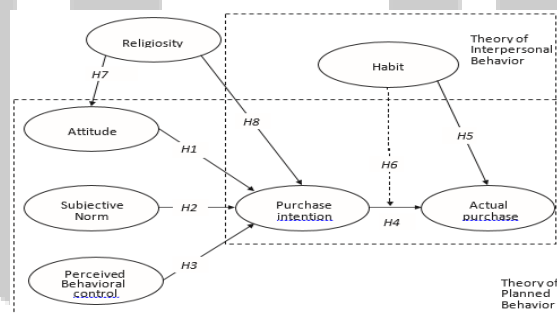 Religiosity
Theory of
Interpersonal
Behavior
Habit
H7
Attitude
H8
H1
H5
H6
Subjective
Norm
H2
Purchase
intention
H4
Actual
purchase
H3
Perceived
Behavioral
control
Theory of
Planned
Behavior